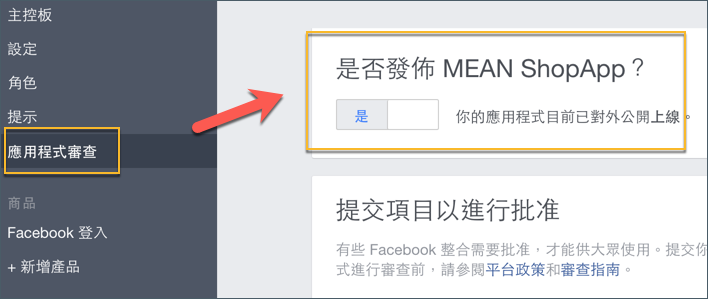 主控板
設定
角色
提示
應用程式審查
商品
Facebook 登入
+ 新增產品
是否發佈 MEAN ShopApp？
是
你的應用程式目前已對外公開上線。
提交項目以進行批准
有些 Facebook 整合需要批准，才能供大眾使用。提交你
式進行審查前，請參閱平台政策和審查指南。